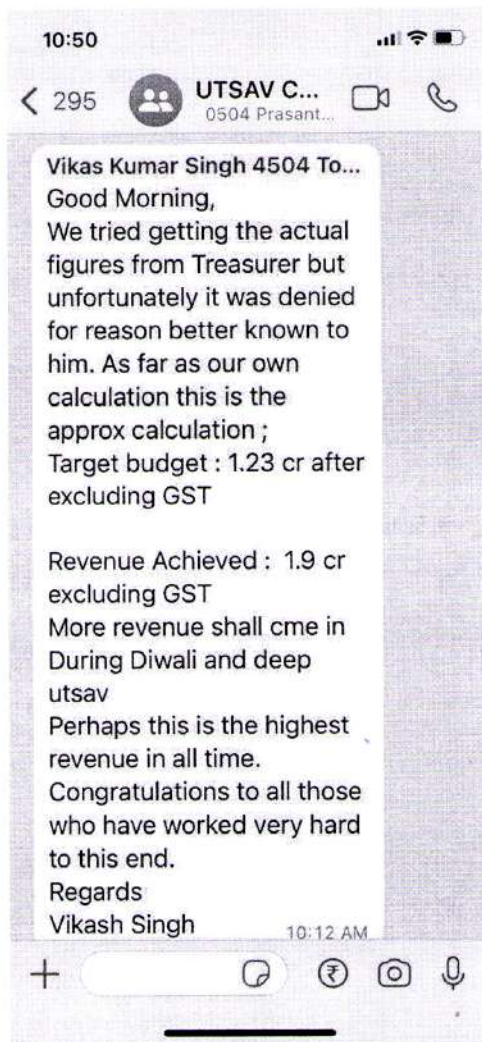 10:50
295
UTSAV C...
0504 Prasant...
Vikas Kumar Singh 4504 To...
Good Morning,
We tried getting the actual
figures from Treasurer but
unfortunately it was denied
for reason better known to
him. As far as our own
calculation this is the
approx calculation ;
Target budget : 1.23 cr after
excluding GST
Revenue Achieved :  1.9 cr
excluding GST
More revenue shall cme in
During Diwali and deep
utsav
Perhaps this is the highest
revenue in all time.
Congratulations to all those
who have worked very hard
to this end.
Regards
Vikash Singh
10:12 AM